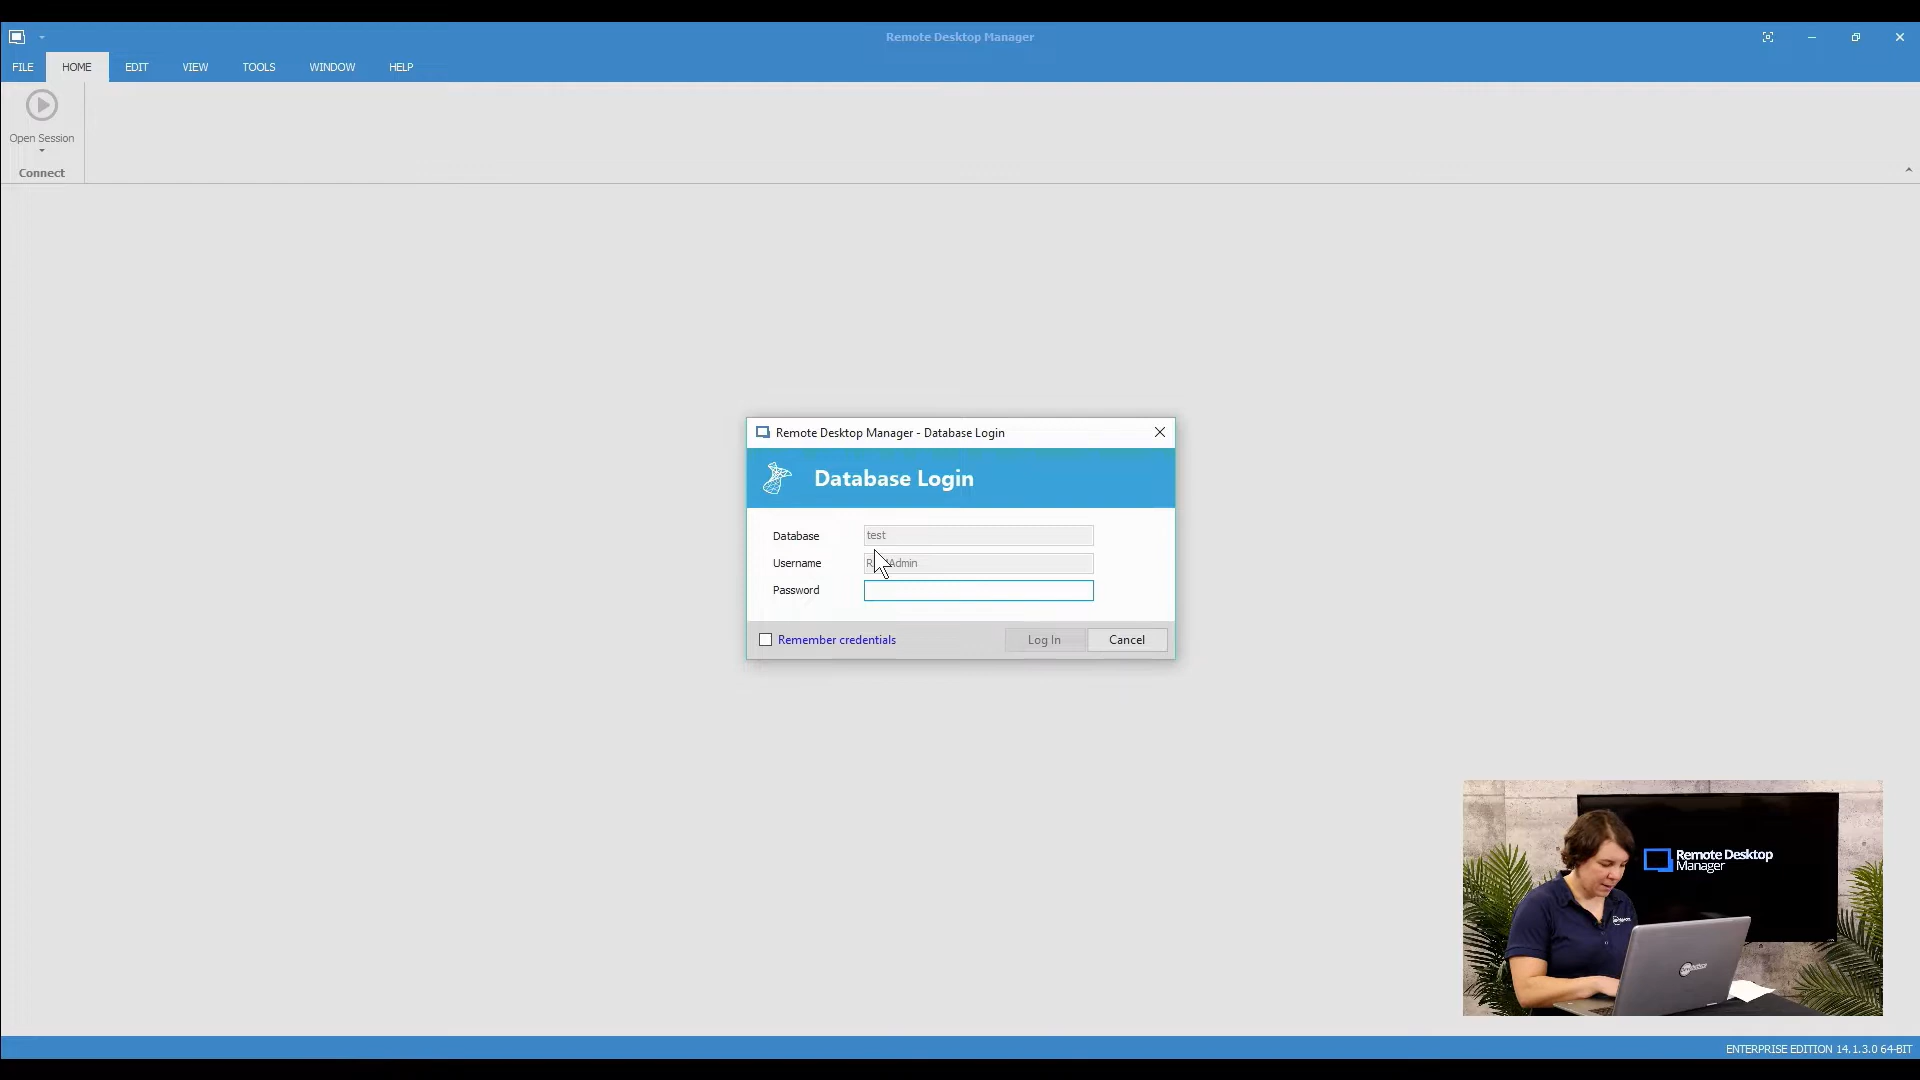 Remote Desktop Manager
FILE HOME EDIT VIEW TOOLS WINDOW HELP
Open Session
Connect
Remote Desktop Manager - Database Login
Database Login
Database test
Username Admin
Password
Remember credentials Log In Cancel
Remote Desktop
Manager
ENTERPRISE EDITION 14.1.3.0 64-BIT